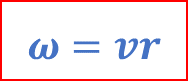 ω = vr